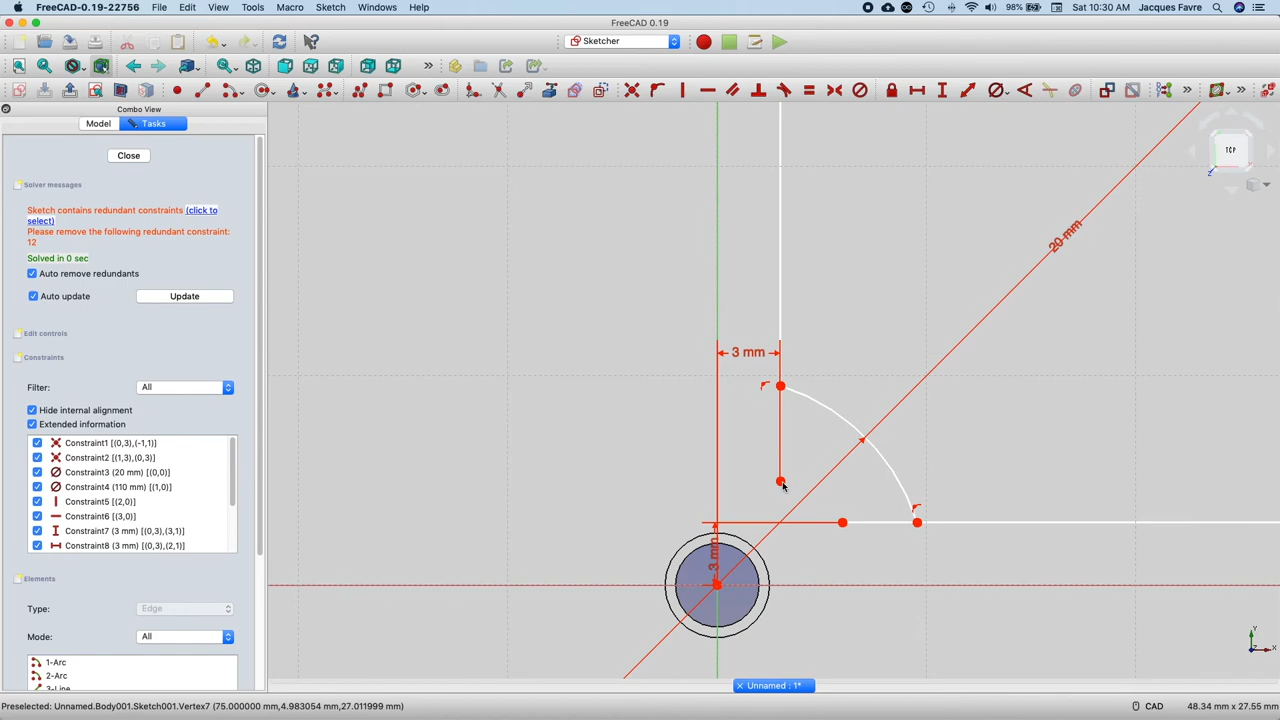 FreeCAD-0.19-22756 File Edit View Tools Macro Sketch Windows Help 98% Sat 10:30 AM Jacques Favre
FreeCAD 0.19
Sketcher
Combo View
Model Tasks
Close
Solver messages
Sketch contains redundant constraints (click to
select)
Please remove the following redundant constraint:
12
Solved in 0 sec
Auto remove redundants
Auto update Update
Edit controls
Constraints
Filter: All
Hide internal alignment
Extended information
Constraint1 [(0,3),(-1,1)]
Constraint2 [(1,3),(0,3)]
Constraint3 (20 mm) [(0,0)]
Constraint4 (110 mm) [(1,0)]
Constraint5 [(2,0)]
Constraint6 [(3,0)]
Constraint7 (3 mm) [(0,3),(3,1)]
Constraint8 (3 mm) [(0,3),(2,1)]
Elements
Type: Edge
Mode: All
1-Arc
2-Arc
3-Line
TOP
Z
20 mm
3 mm
3 mm
Y
X
Unnamed : 1*
Preselected: Unnamed.Body001.Sketch001.Vertex7 (75.000000 mm,4.983054 mm,27.011999 mm) CAD 48.34 mm x 27.55 mm